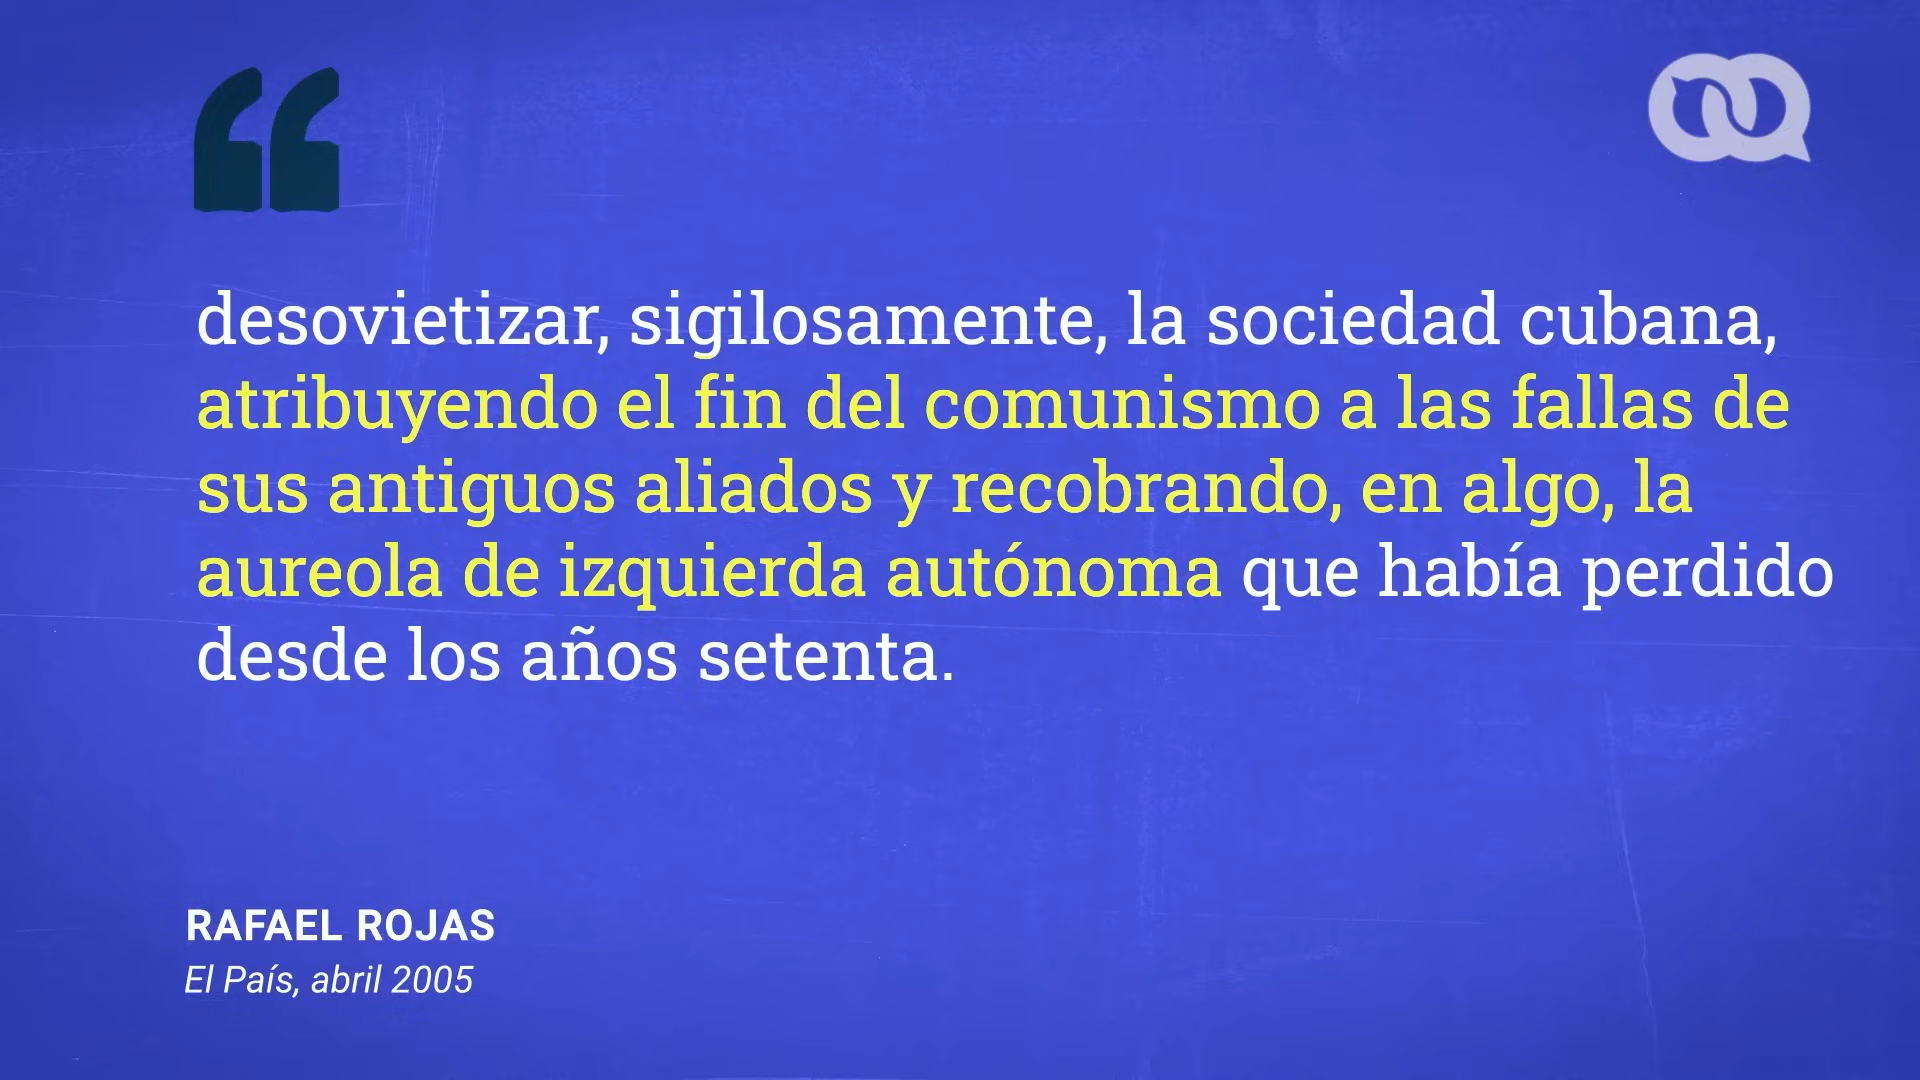 desovietizar, sigilosamente, la sociedad cubana,
atribuyendo el fin del comunismo a las fallas de
sus antiguos aliados y recobrando, en algo, la
aureola de izquierda autónoma que había perdido
desde los años setenta.
RAFAEL ROJAS
El País, abril 2005